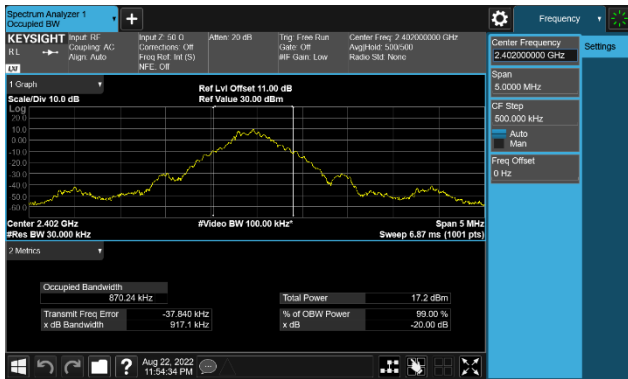 Spectrum Analyzer 1
Occupied BW
Frequency
KEYSIGHT
RL
LXI
Input: RF
Coupling: AC
Align: Auto
Input Z: 50 Ω
Corrections: Off
Freq Ref: Int (S)
NFE: Off
Atten: 20 dB
Trig: Free Run
Gate: Off
#IF Gain: Low
Center Freq: 2.402000000 GHz
Avg|Hold: 500/500
Radio Std: None
Center Frequency
2.402000000 GHz
Settings
Span
5.0000 MHz
CF Step
500.000 kHz
Auto
Man
Freq Offset
0 Hz
1 Graph
Ref Lvl Offset 11.00 dB
Scale/Div 10.0 dB
Ref Value 30.00 dBm
Log
20.0
10.0
0.00
-10.0
-20.0
-30.0
-40.0
-50.0
-60.0
Center 2.402 GHz
#Video BW 100.00 kHz*
Span 5 MHz
#Res BW 30.000 kHz
Sweep 6.87 ms (1001 pts)
2 Metrics
Occupied Bandwidth
870.24 kHz
Total Power
17.2 dBm
Transmit Freq Error
-37.840 kHz
% of OBW Power
99.00 %
x dB Bandwidth
917.1 kHz
x dB
-20.00 dB
Aug 22, 2022
11:54:34 PM